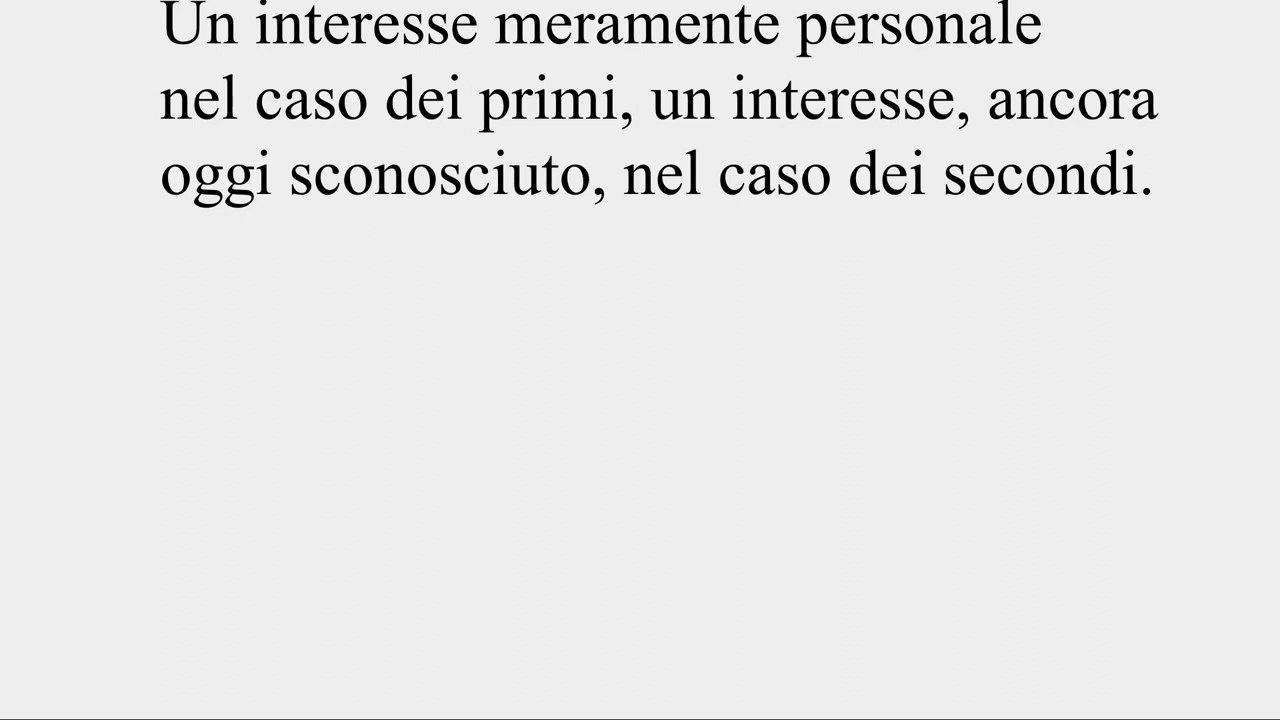 Un interesse meramente personale
nel caso dei primi, un interesse, ancora
oggi sconosciuto, nel caso dei secondi.